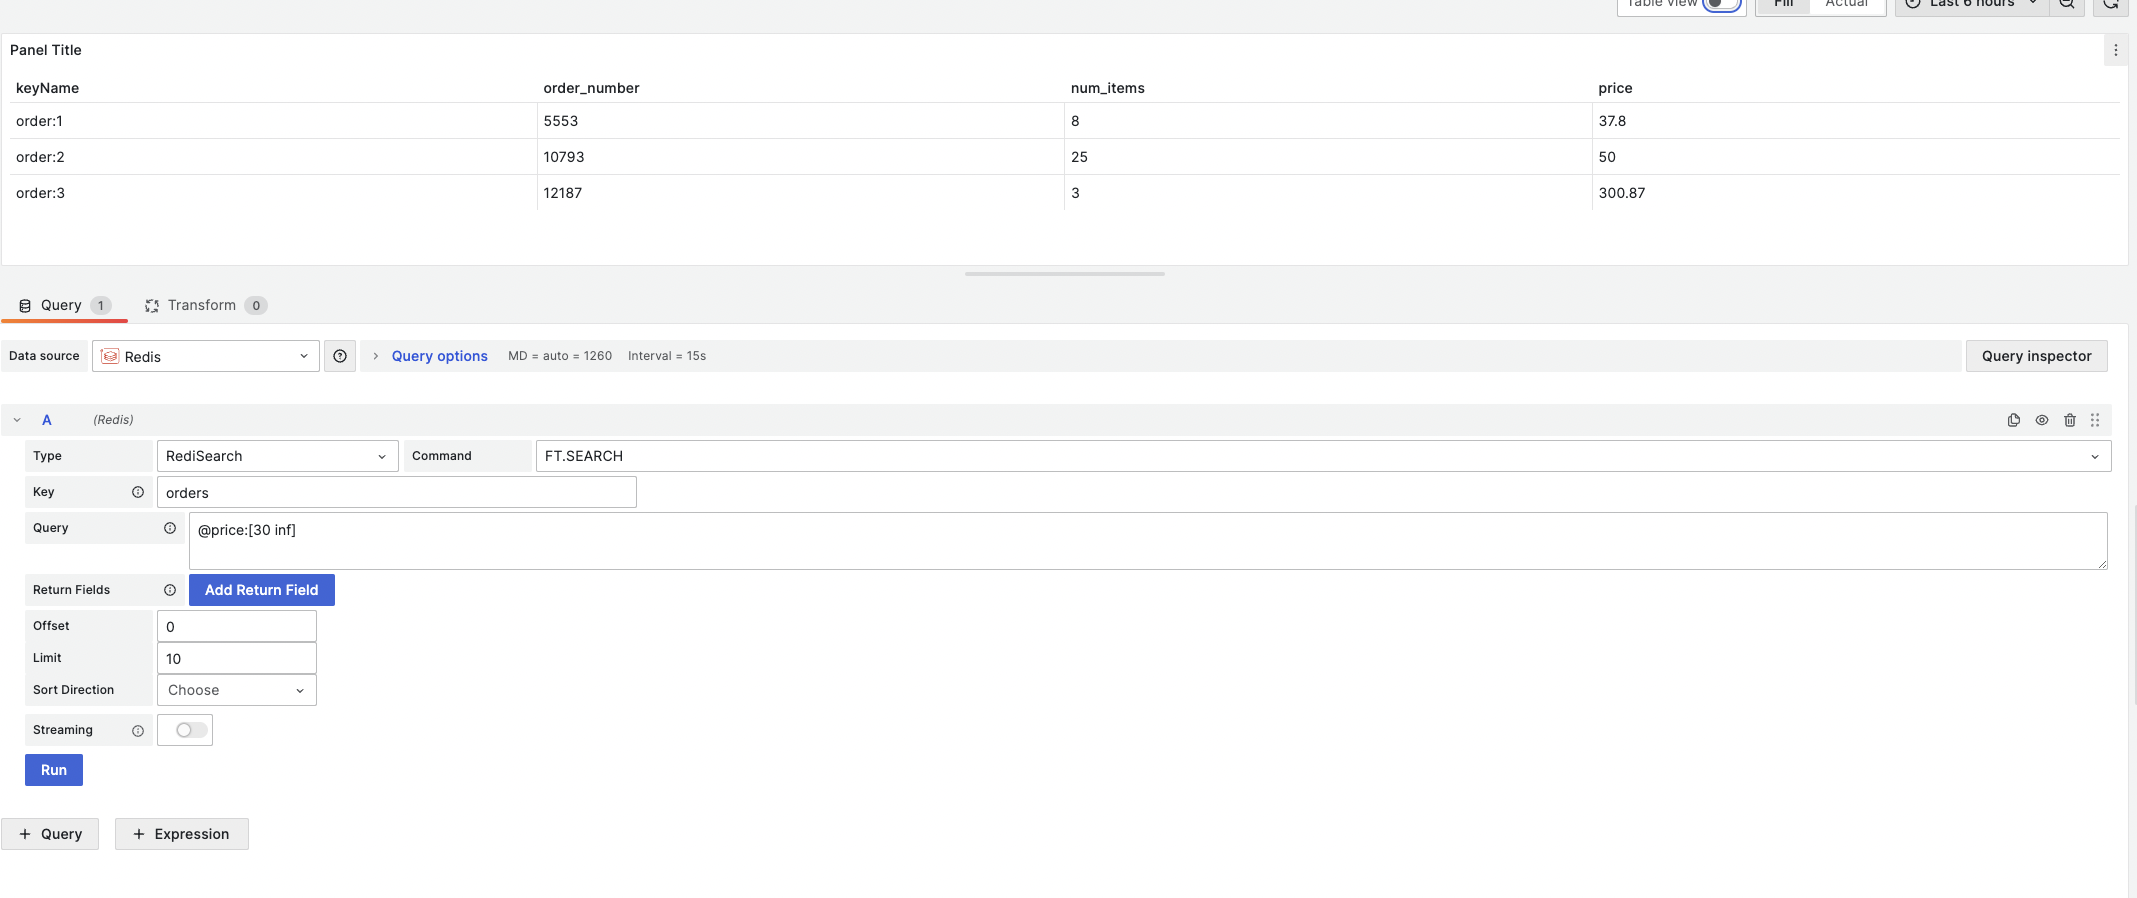 Table view Fill Actual Last 6 hours
Panel Title
keyName order_number num_items price
order:1 5553 8 37.8
order:2 10793 25 50
order:3 12187 3 300.87
Query 1 Transform 0
Data source Redis Query options MD = auto = 1260 Interval = 15s Query inspector
A (Redis)
Type RediSearch Command FT.SEARCH
Key orders
Query @price:[30 inf]
Return Fields Add Return Field
Offset 0
Limit 10
Sort Direction Choose
Streaming
Run
+ Query + Expression